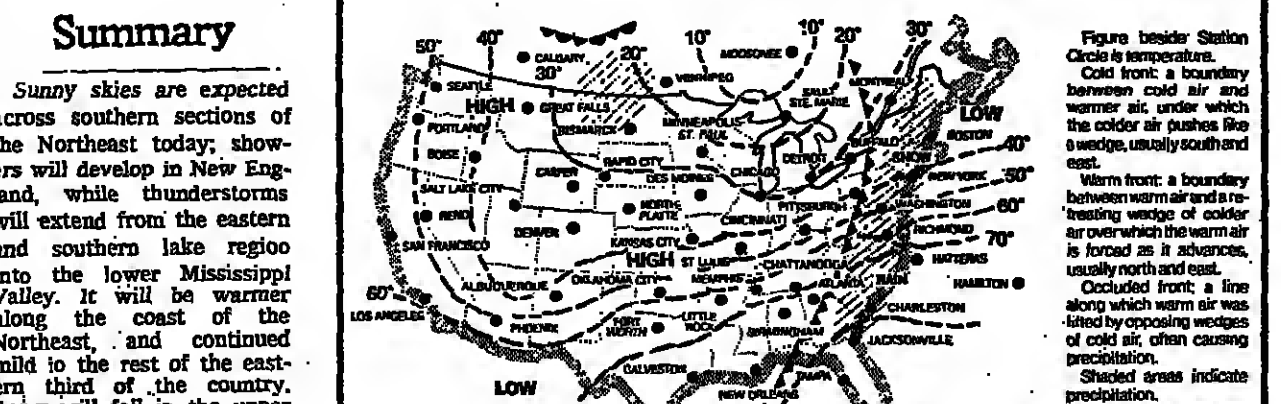 Summary
Sunny skies are expected
across southern sections of
the Northeast today; show-
ers will develop in New Eng-
land, while thunderstorms
will extend from the eastern
and southern lake regioo
into the lower Mississippi
Valley. It will be warmer
along the coast of the
Northeast, and continued
mild io the rest of the east-
ern third of the country.
will fall in the upper
50° 40° 30° 20° 10° 10° 20° 30°
CALGARY
MOOSONEE
WINNIPEG
MONTREAL
SEATTLE
HIGH
GREAT FALLS
SAULT
STE. MARIE
LOW
PORTLAND
BISMARCK
MINNEAPOLIS
ST. PAUL
BOSTON
BUFFALO
40°
BOISE
RAPID CITY
DETROIT
SNOW
NEW YORK
50°
CASPER
DES MOINES
CHICAGO
SALT LAKE CITY
PITTSBURGH
WASHINGTON
60°
RENO
NORTH
PLATTE
CINCINNATI
RICHMOND
70°
DENVER
KANSAS CITY
SAN FRANCISCO
HIGH
ST LOUIS
CHATTANOOGA
HATTERAS
ALBUQUERQUE
OKLAHOMA CITY
MEMPHIS
ATLANTA
RAIN
HAMILTON
60°
LOS ANGELES
PHOENIX
FORT
WORTH
LITTLE
ROCK
BIRMINGHAM
CHARLESTON
JACKSONVILLE
GALVESTON
LOW
NEW ORLEANS
TAMPA
Figure beside Station
Circle is temperature.
Cold front: a boundary
between cold air and
warmer air, under which
the colder air pushes like
a wedge, usually south and
east.
Warm front: a boundary
between warm air and a re-
treating wedge of colder
air over which the warm air
is forced as it advances,
usually north and east.
Occluded front; a line
along which warm air was
lifted by opposing wedges
of cold air, often causing
precipitation.
Shaded areas indicate
precipitation.